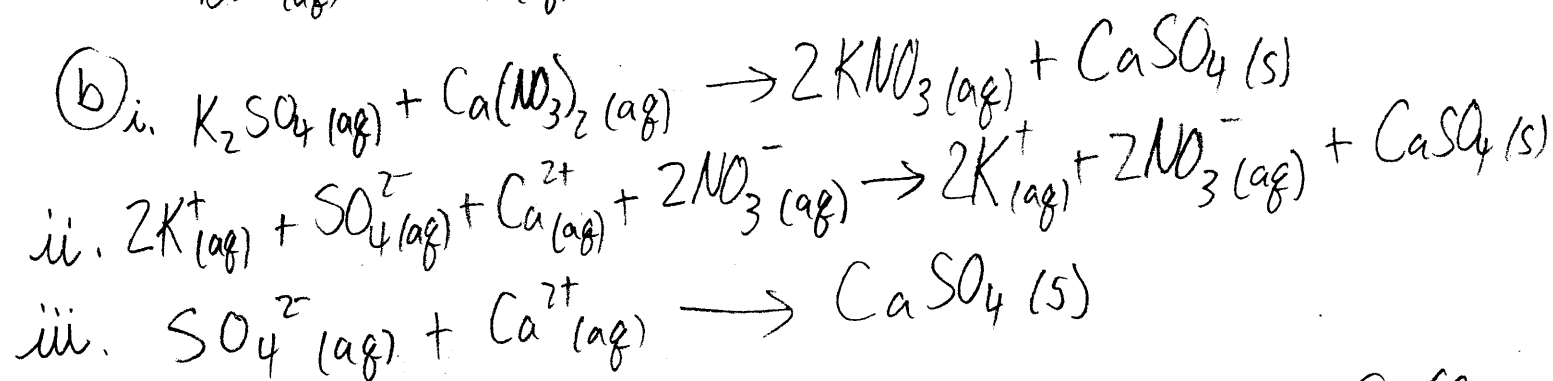 (aq)
b i. K₂SO₄ (aq) + Ca(NO₃)₂ (aq) → 2KNO₃ (aq) + CaSO₄ (s)
ii. 2K⁺(aq) + SO₄²⁻(aq) + Ca²⁺(aq) + 2NO₃⁻(aq) → 2K⁺(aq) + 2NO₃⁻(aq) + CaSO₄ (s)
iii. SO₄²⁻(aq) + Ca²⁺(aq) → CaSO₄ (s)